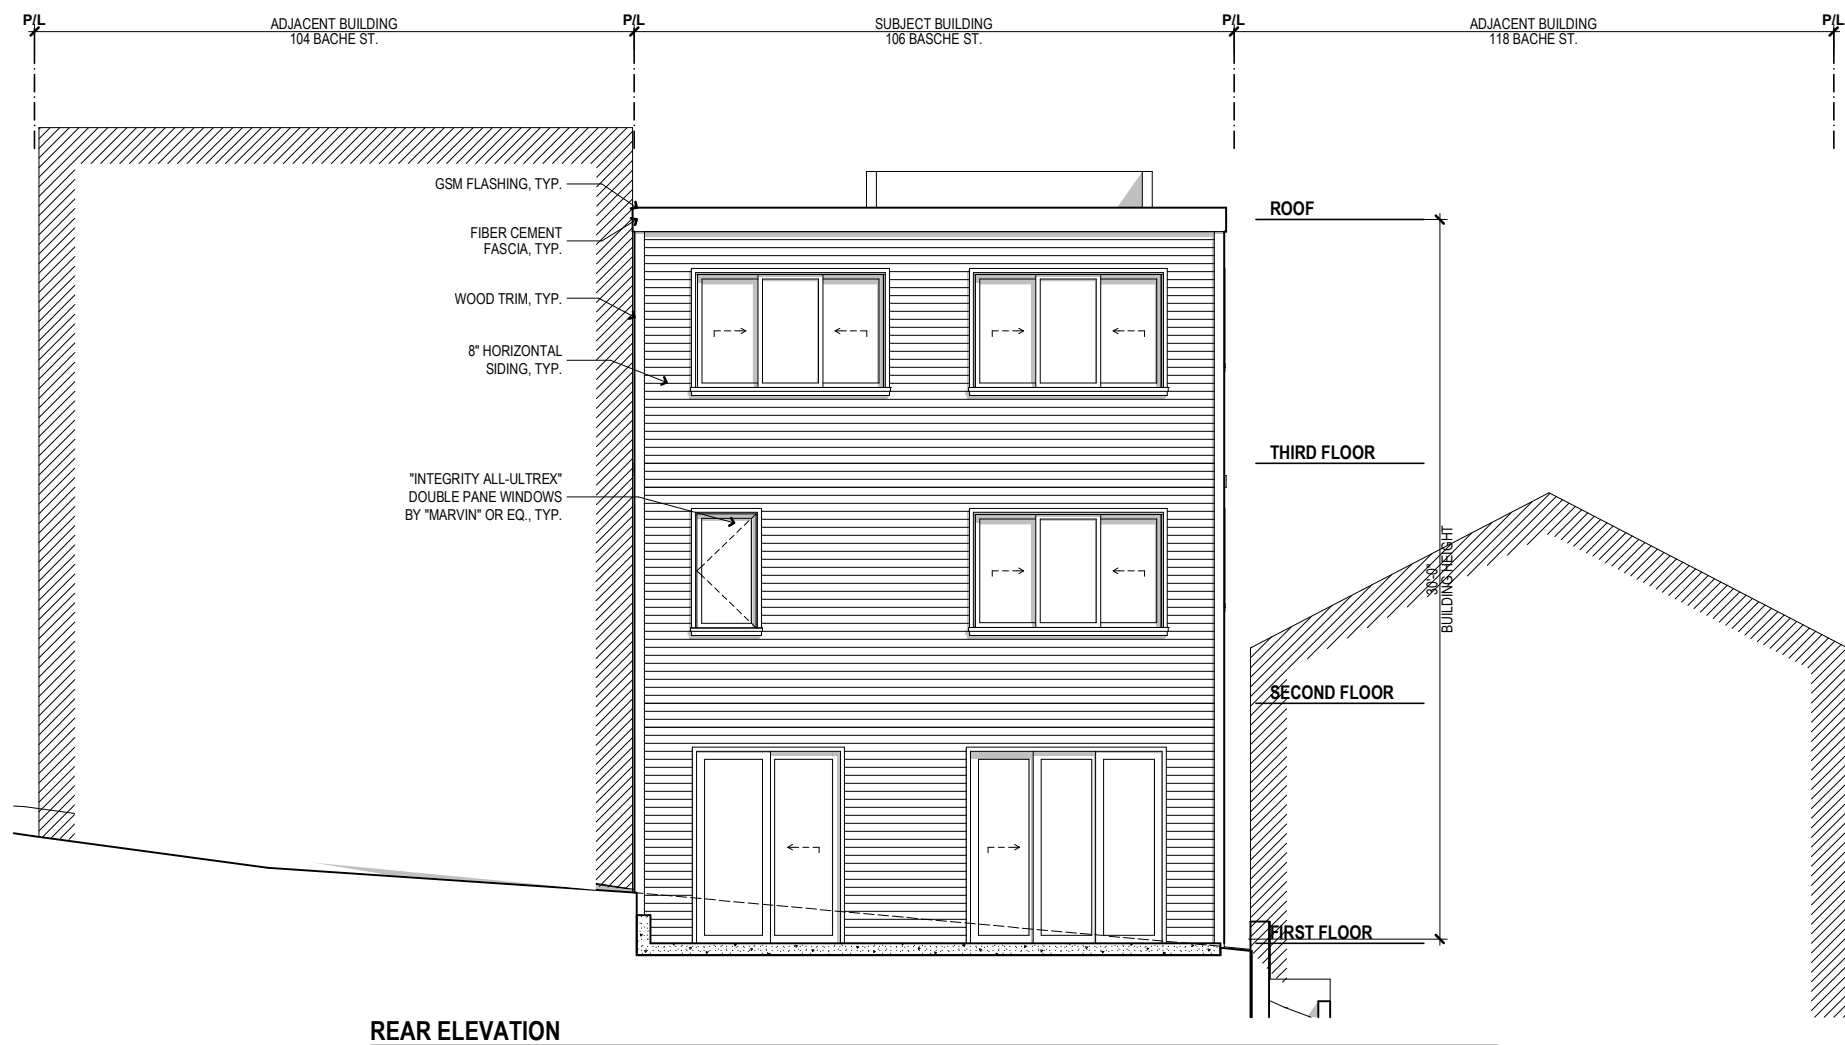 P/L
ADJACENT BUILDING
104 BACHE ST.
P/L
SUBJECT BUILDING
106 BASCHE ST.
P/L
ADJACENT BUILDING
118 BACHE ST.
P/L
GSM FLASHING, TYP.
FIBER CEMENT
FASCIA, TYP.
WOOD TRIM, TYP.
8" HORIZONTAL
SIDING, TYP.
"INTEGRITY ALL-ULTREX"
DOUBLE PANE WINDOWS
BY "MARVIN" OR EQ., TYP.
ROOF
THIRD FLOOR
30'-0"
BUILDING HEIGHT
SECOND FLOOR
FIRST FLOOR
REAR ELEVATION